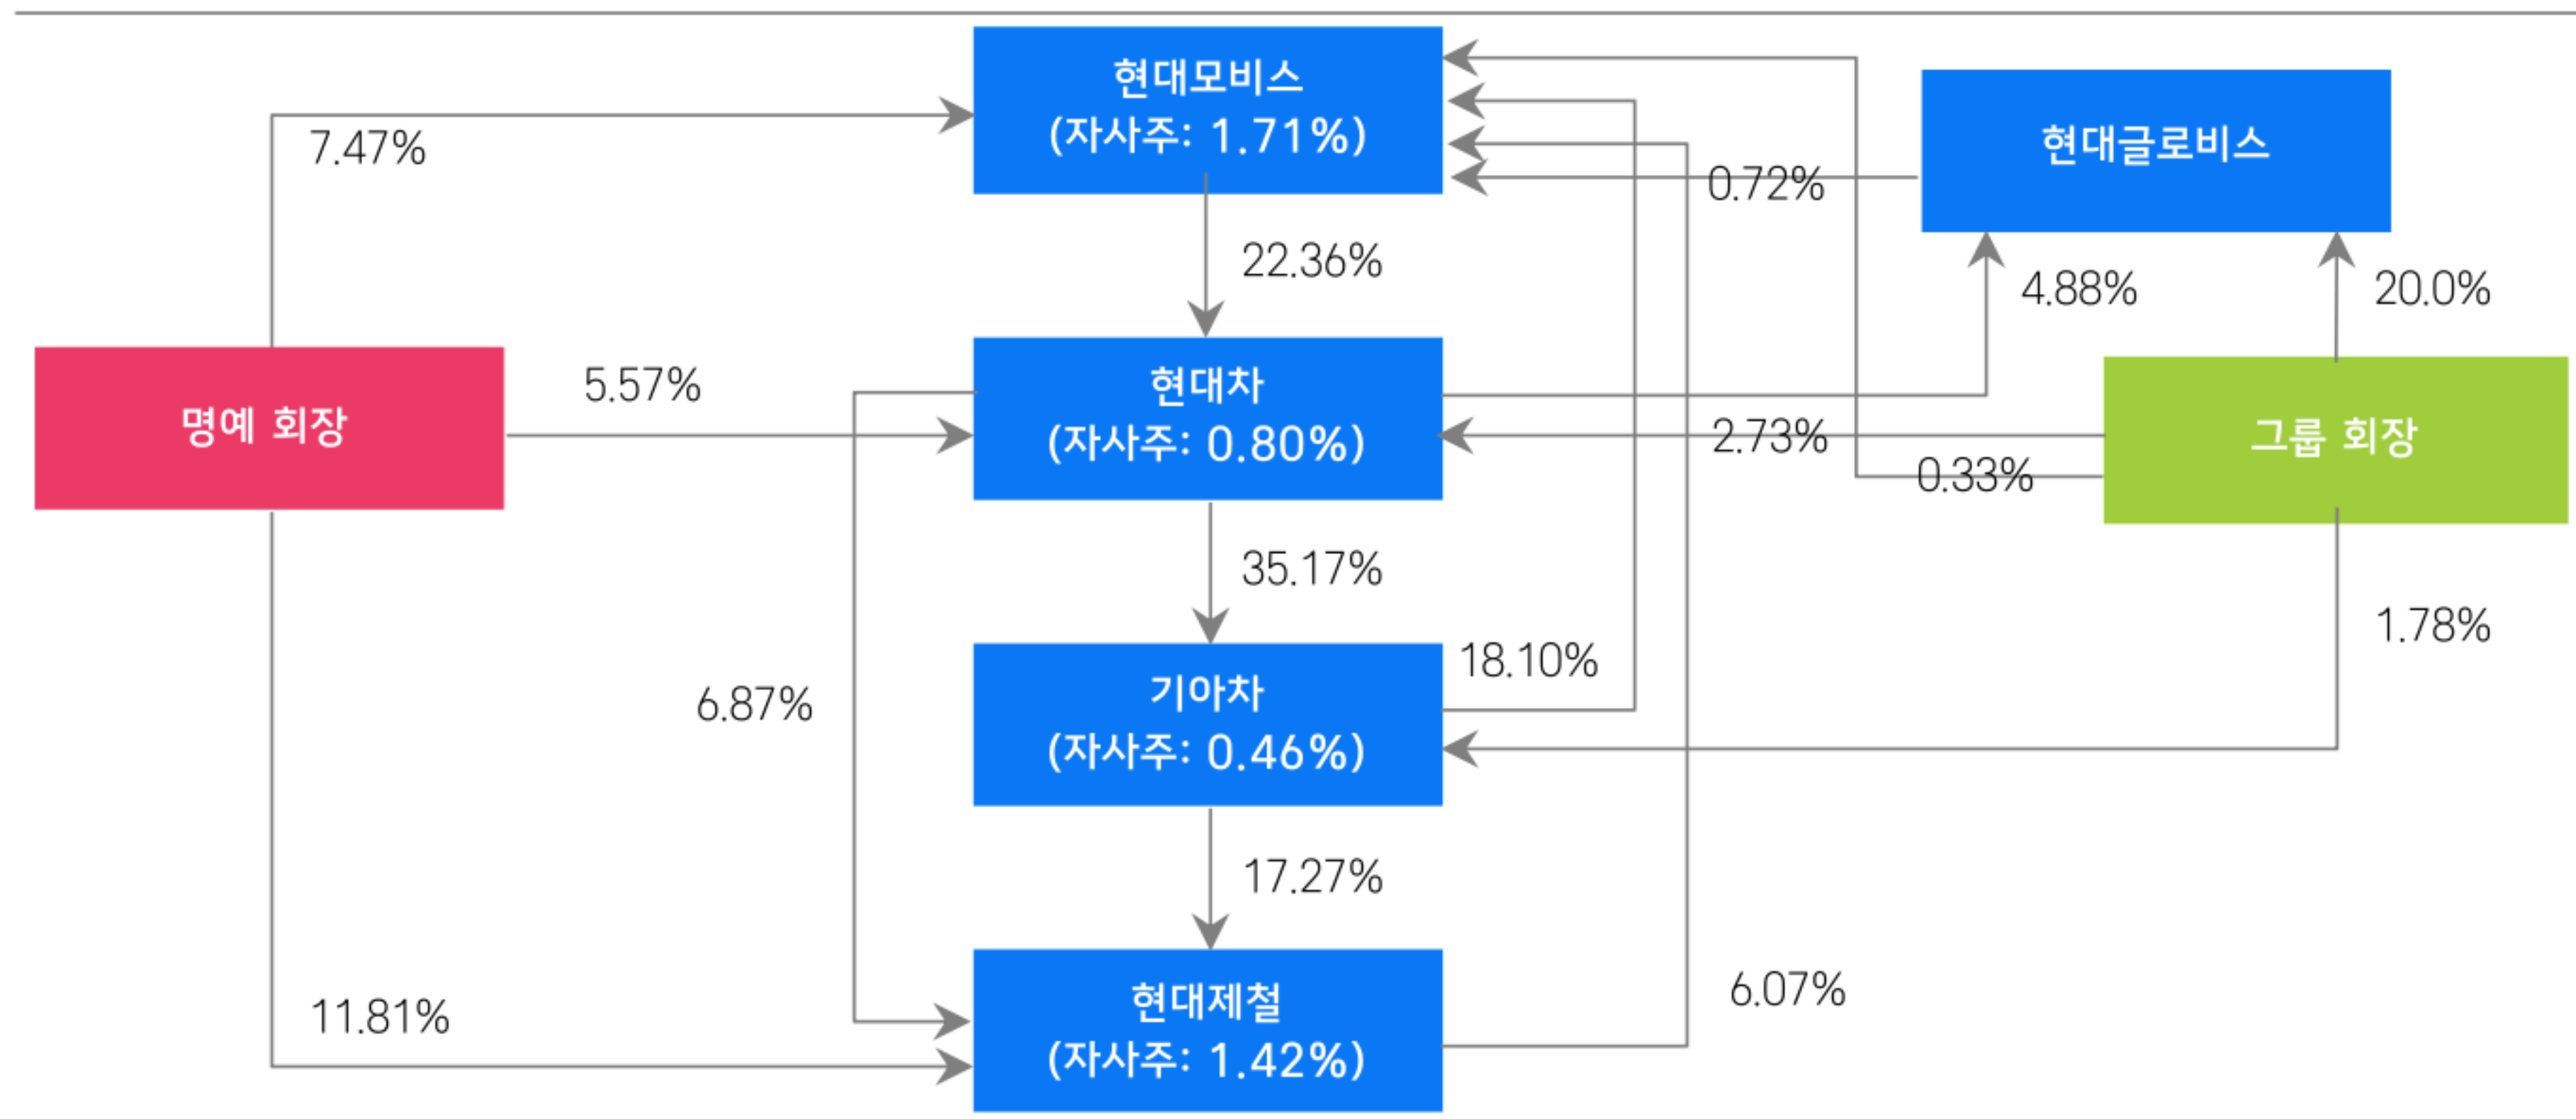 현대모비스
(자사주: 1.71%)
현대글로비스
7.47%
0.72%
22.36%
4.88%
20.0%
명예 회장
5.57%
현대차
(자사주: 0.80%)
2.73%
0.33%
그룹 회장
35.17%
1.78%
18.10%
6.87%
기아차
(자사주: 0.46%)
17.27%
11.81%
현대제철
(자사주: 1.42%)
6.07%